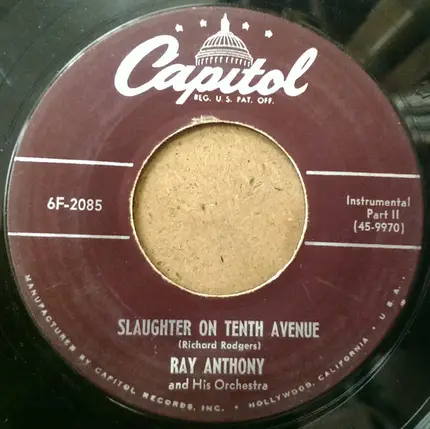 Capitol
REG. U.S. PAT. OFF.
6F-2085
Instrumental
Part II
(45-9970)
SLAUGHTER ON TENTH AVENUE
(Richard Rodgers)
RAY ANTHONY
and His Orchestra
MANUFACTURED BY CAPITOL RECORDS, INC. • HOLLYWOOD, CALIFORNIA • U.S.A.